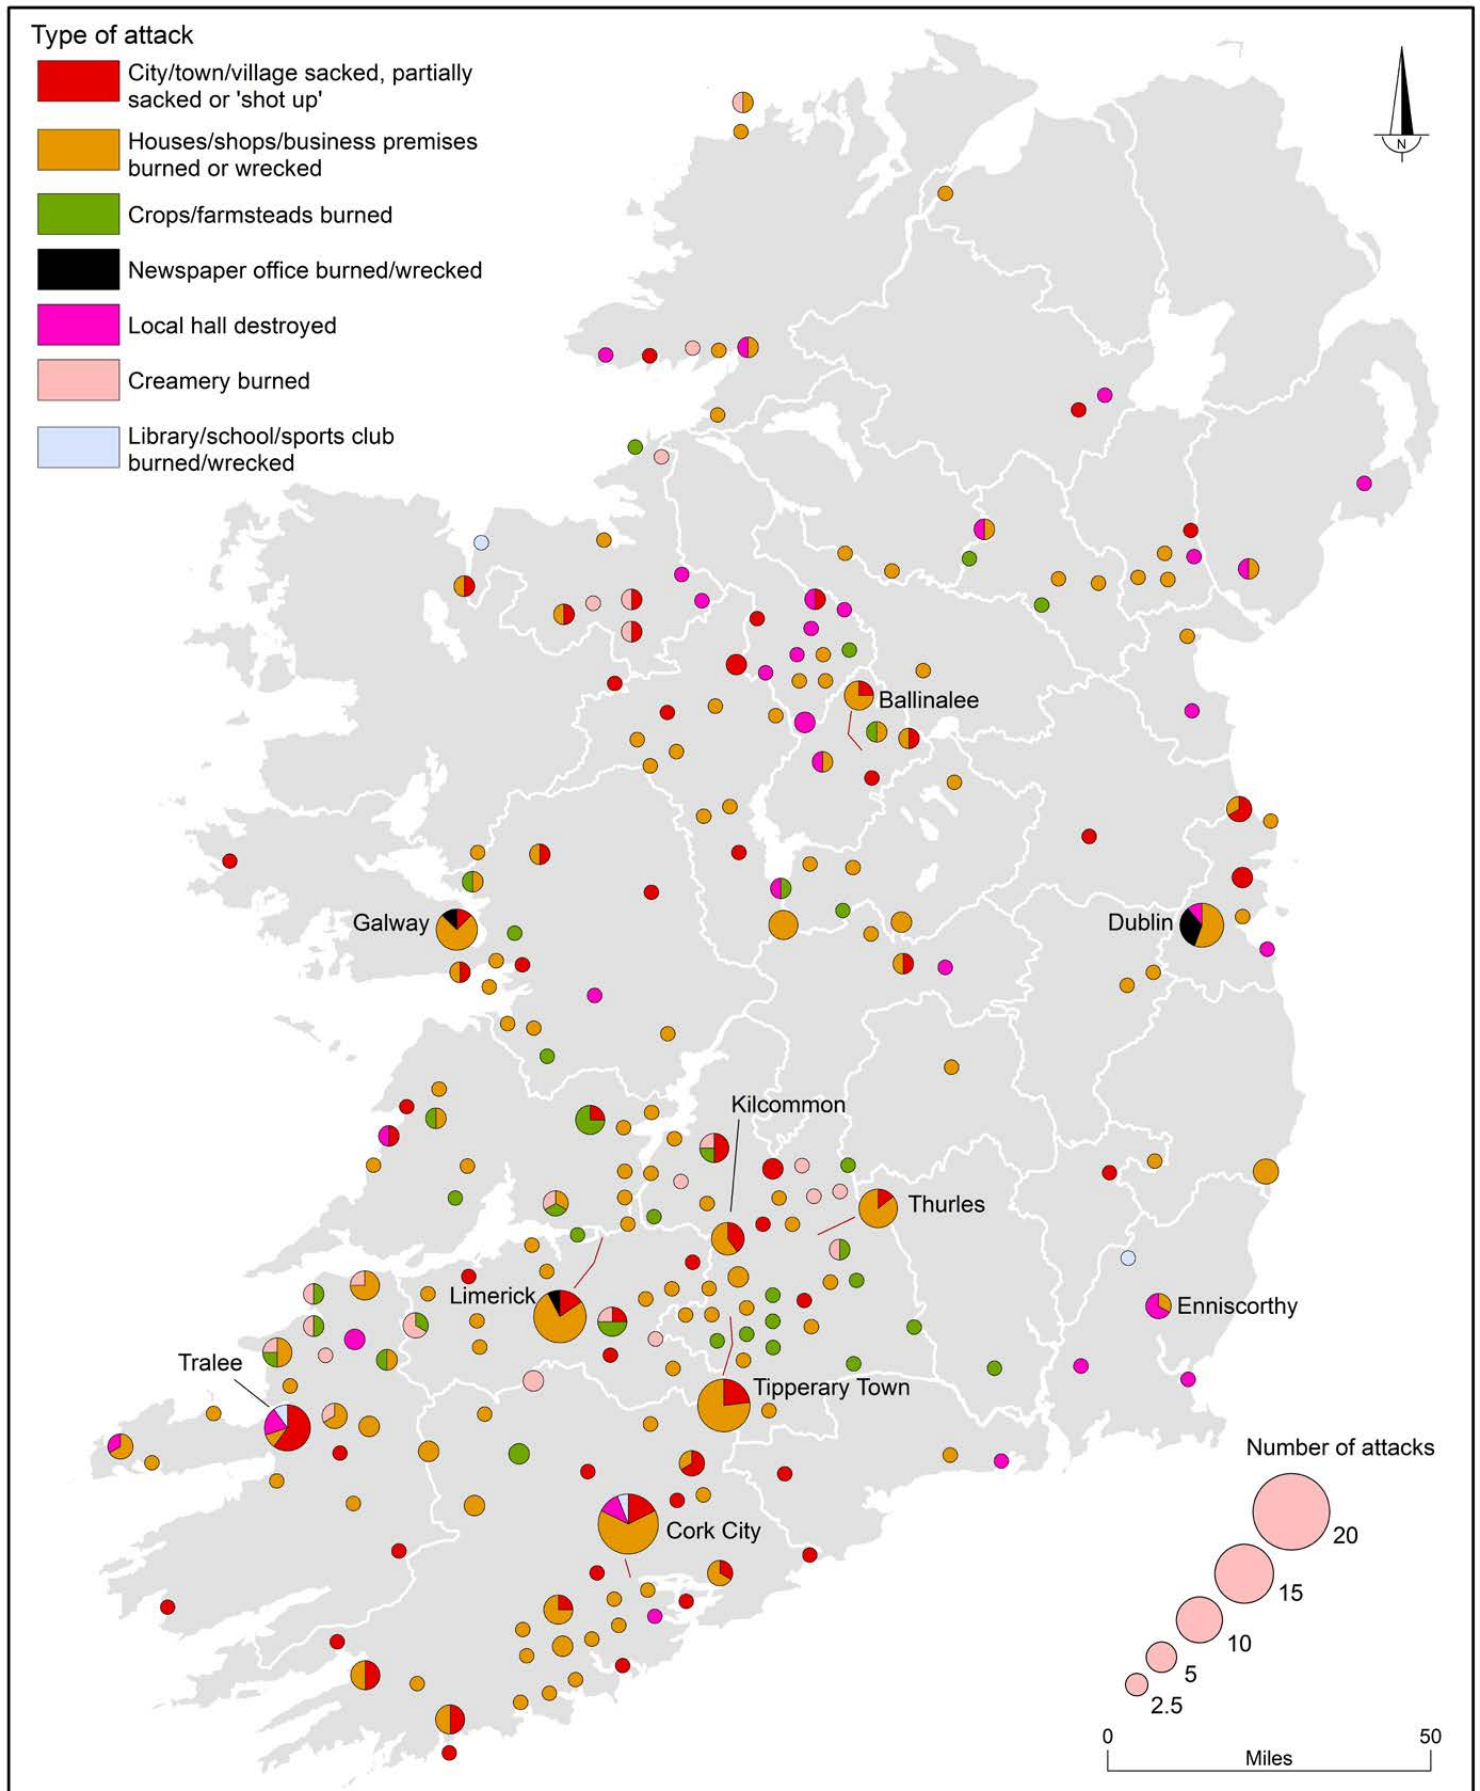 Type of attack
City/town/village sacked, partially
sacked or 'shot up'
Houses/shops/business premises
burned or wrecked
Crops/farmsteads burned
Newspaper office burned/wrecked
Local hall destroyed
Creamery burned
Library/school/sports club
burned/wrecked
N
Ballinalee
Galway
Dublin
Kilcommon
Thurles
Limerick
Enniscorthy
Tralee
Tipperary Town
Cork City
Number of attacks
20
15
10
5
2.5
0 50
Miles